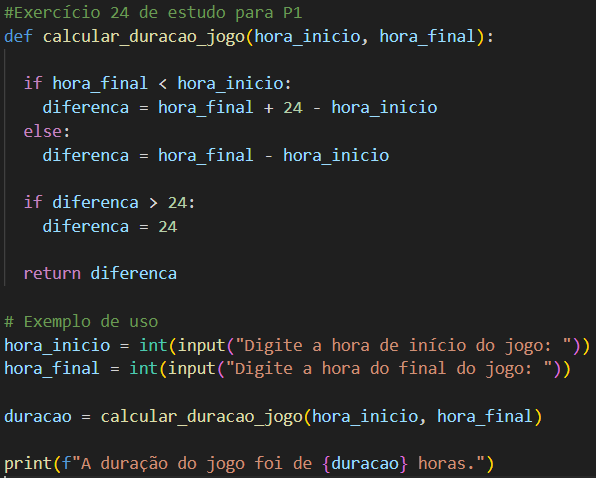 #Exercício 24 de estudo para P1
def calcular_duracao_jogo(hora_inicio, hora_final):
if hora_final < hora_inicio:
diferenca = hora_final + 24 - hora_inicio
else:
diferenca = hora_final - hora_inicio
if diferenca > 24:
diferenca = 24
return diferenca
# Exemplo de uso
hora_inicio = int(input("Digite a hora de início do jogo: "))
hora_final = int(input("Digite a hora do final do jogo: "))
duracao = calcular_duracao_jogo(hora_inicio, hora_final)
print(f"A duração do jogo foi de {duracao} horas.")